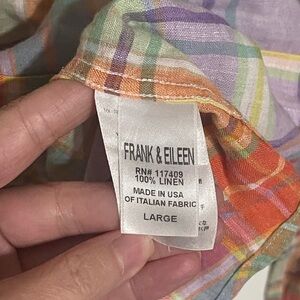 FRANK & EILEEN
RN# 117409
100% LINEN
MADE IN USA
OF ITALIAN FABRIC
LARGE